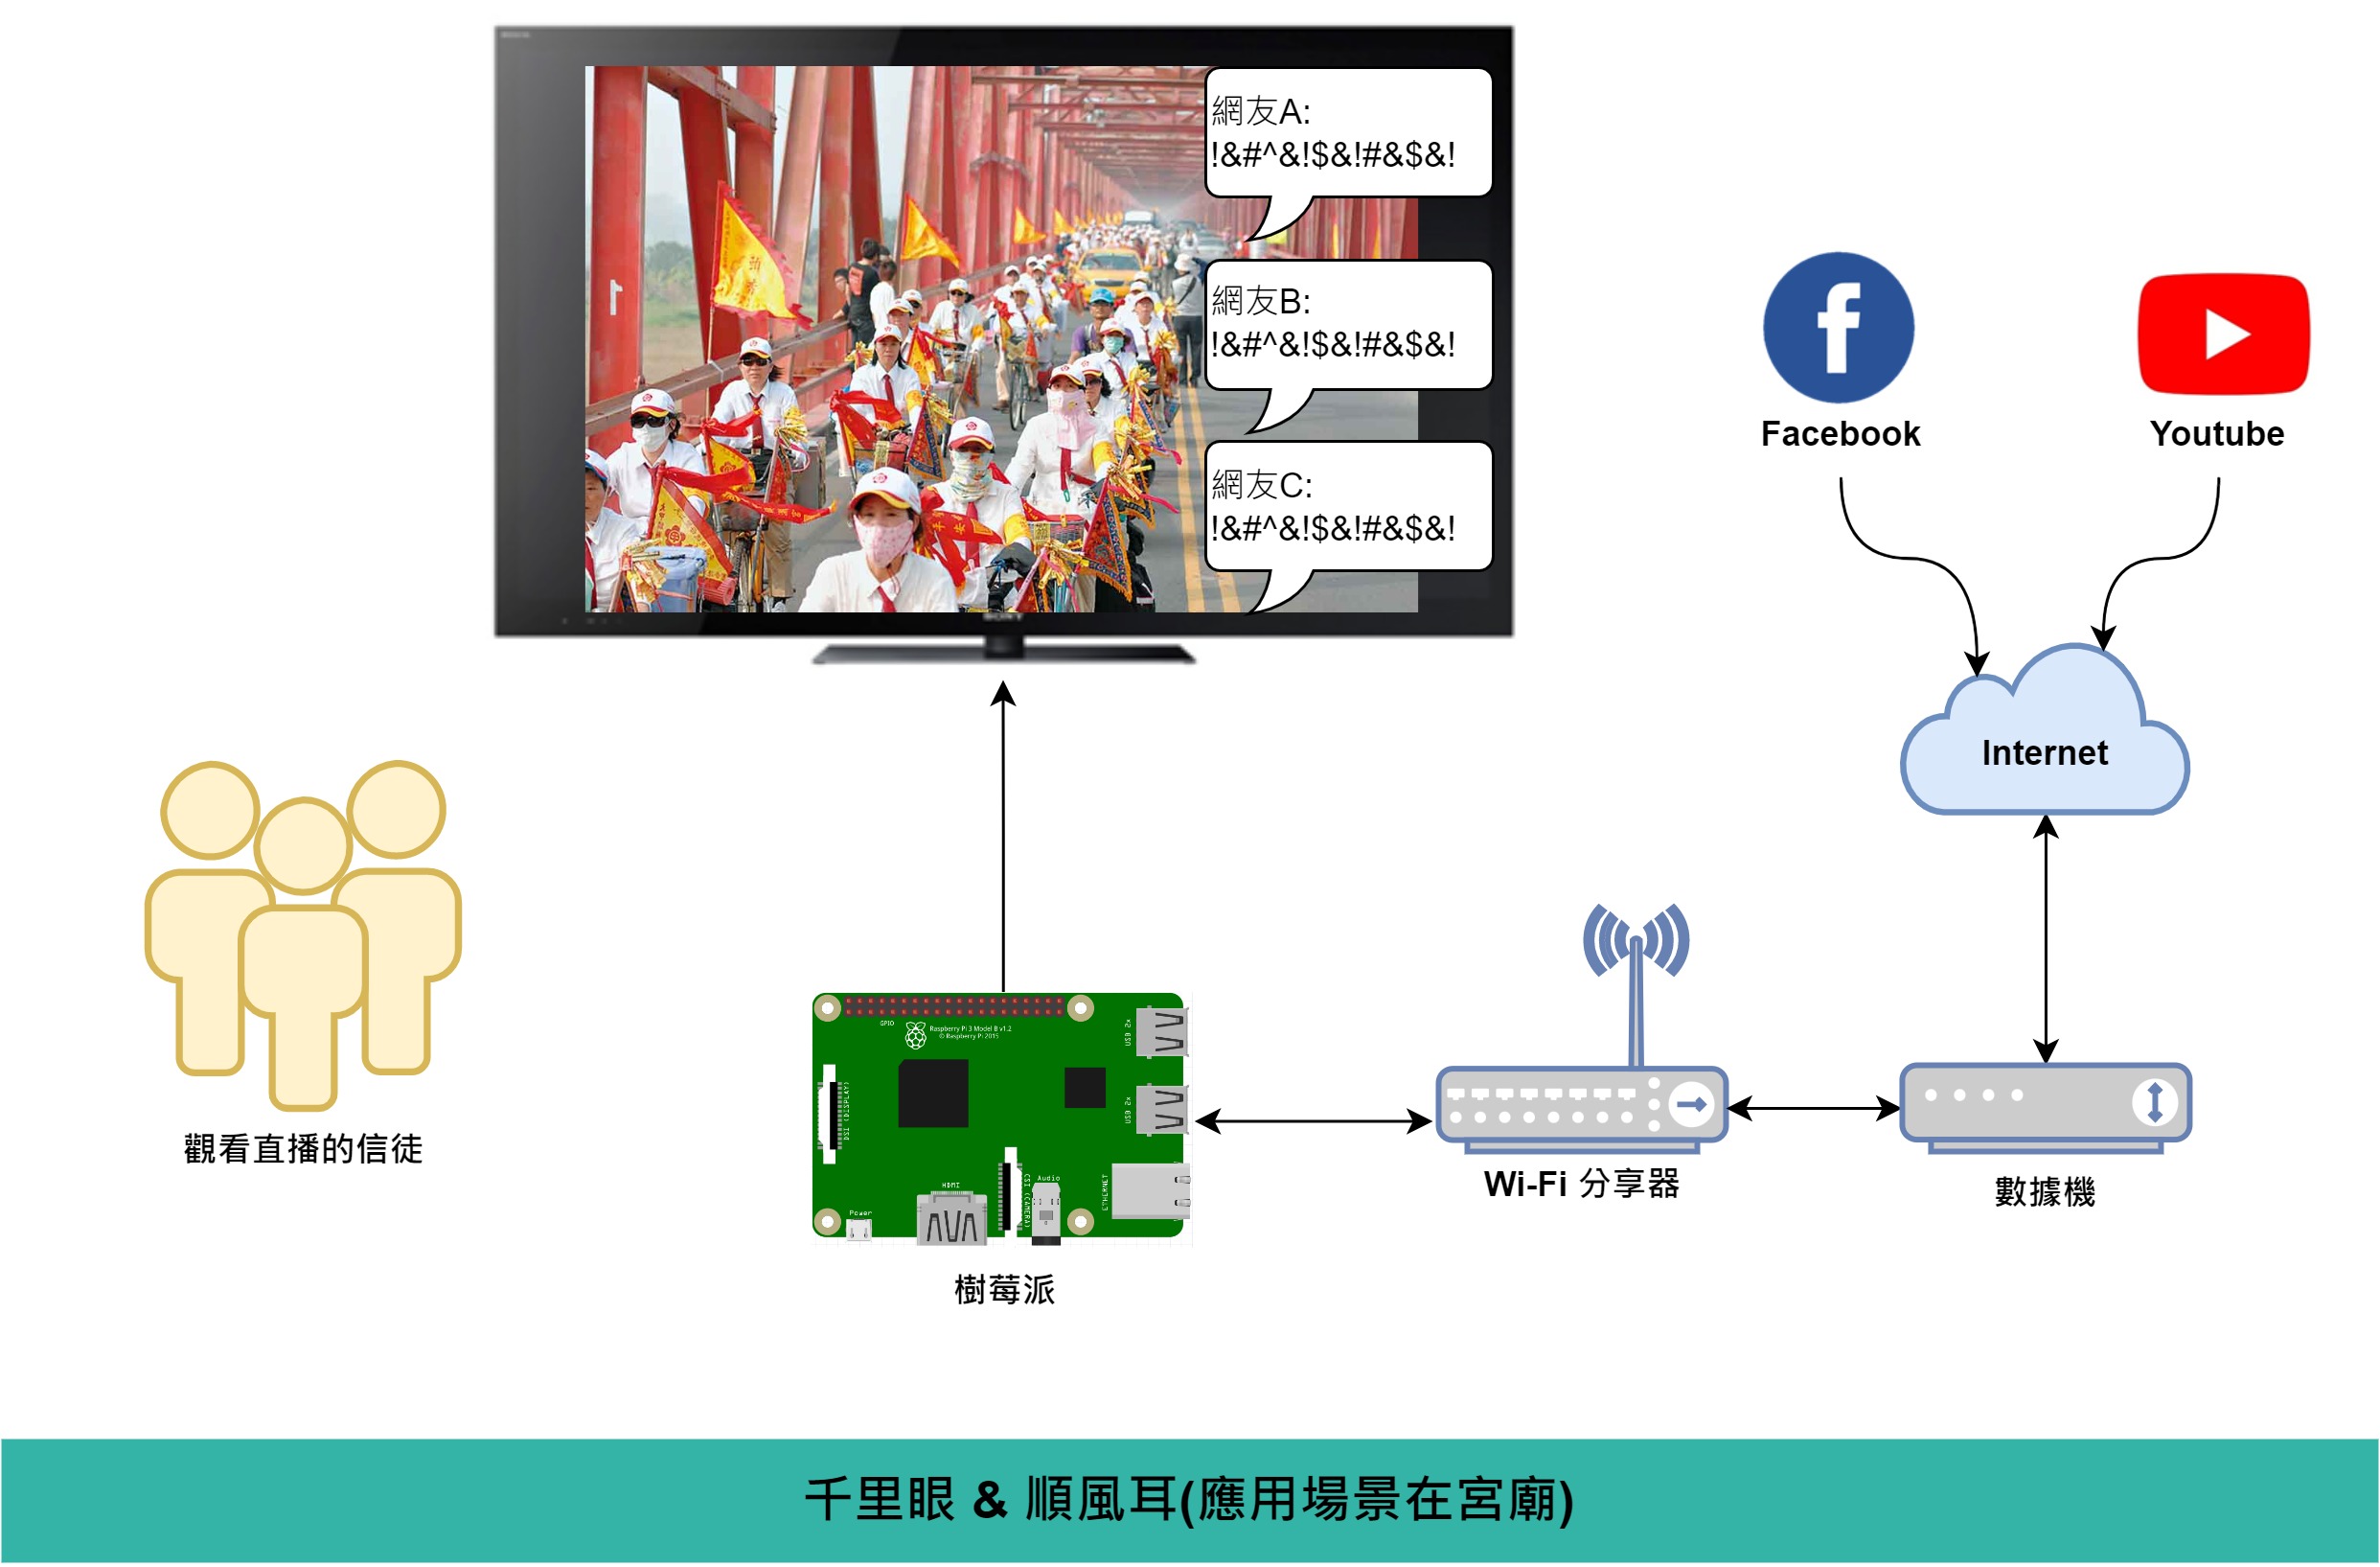 網友A:
!&#^&!$&!#&$&!
網友B:
!&#^&!$&!#&$&!
網友C:
!&#^&!$&!#&$&!
SONY
Facebook
Youtube
Internet
觀看直播的信徒
GPIO
Raspberry Pi 3 Model B v1.2
© Raspberry Pi 2015
USB 2x
USB 2x
DSI (DISPLAY)
CSI (CAMERA)
HDMI
Audio
ETHERNET
Power
樹莓派
Wi-Fi 分享器
數據機
千里眼 & 順風耳(應用場景在宮廟)